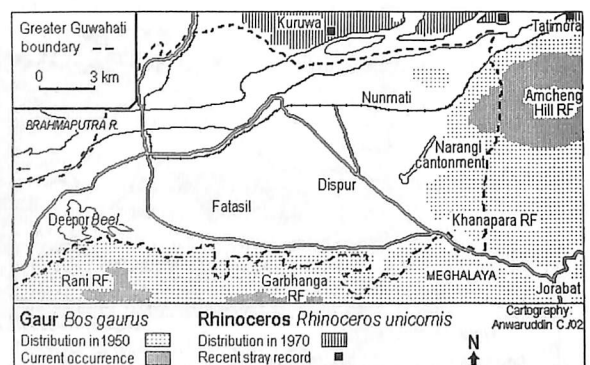 Greater Guwahati
boundary
0 3 km
Kuruwa
Tatimora
Nunmati
Amcheng
Hill RF
BRAHMAPUTRA R.
Narangi
cantonment
Dispur
Deepor Beel
Fatasil
Khanapara RF
Rani RF
Garbhanga
RF
MEGHALAYA
Jorabat
Gaur Bos gaurus
Distribution in 1950
Current occurrence
Rhinoceros Rhinoceros unicornis
Distribution in 1970
Recent stray record
Cartography:
Anwaruddin C./02
N